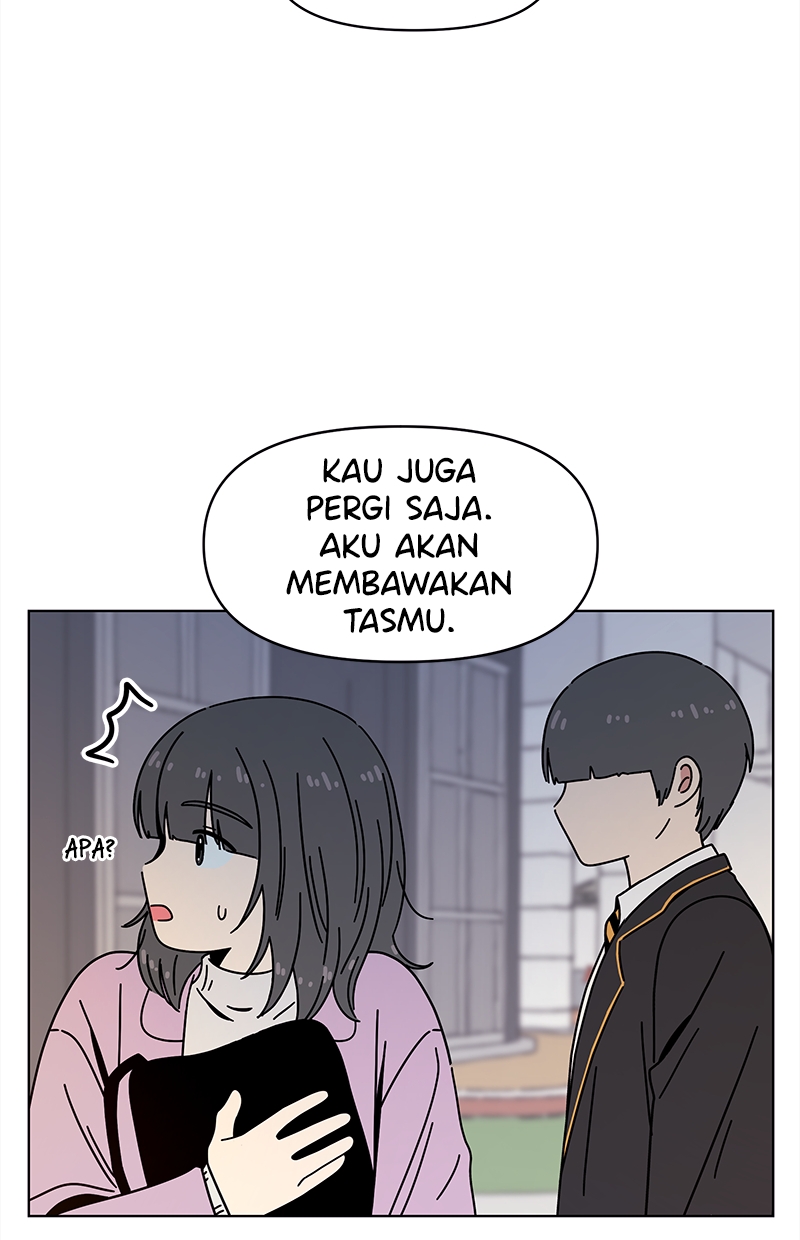 KAU JUGA
PERGI SAJA.
AKU AKAN
MEMBAWAKAN
TASMU.
APA?